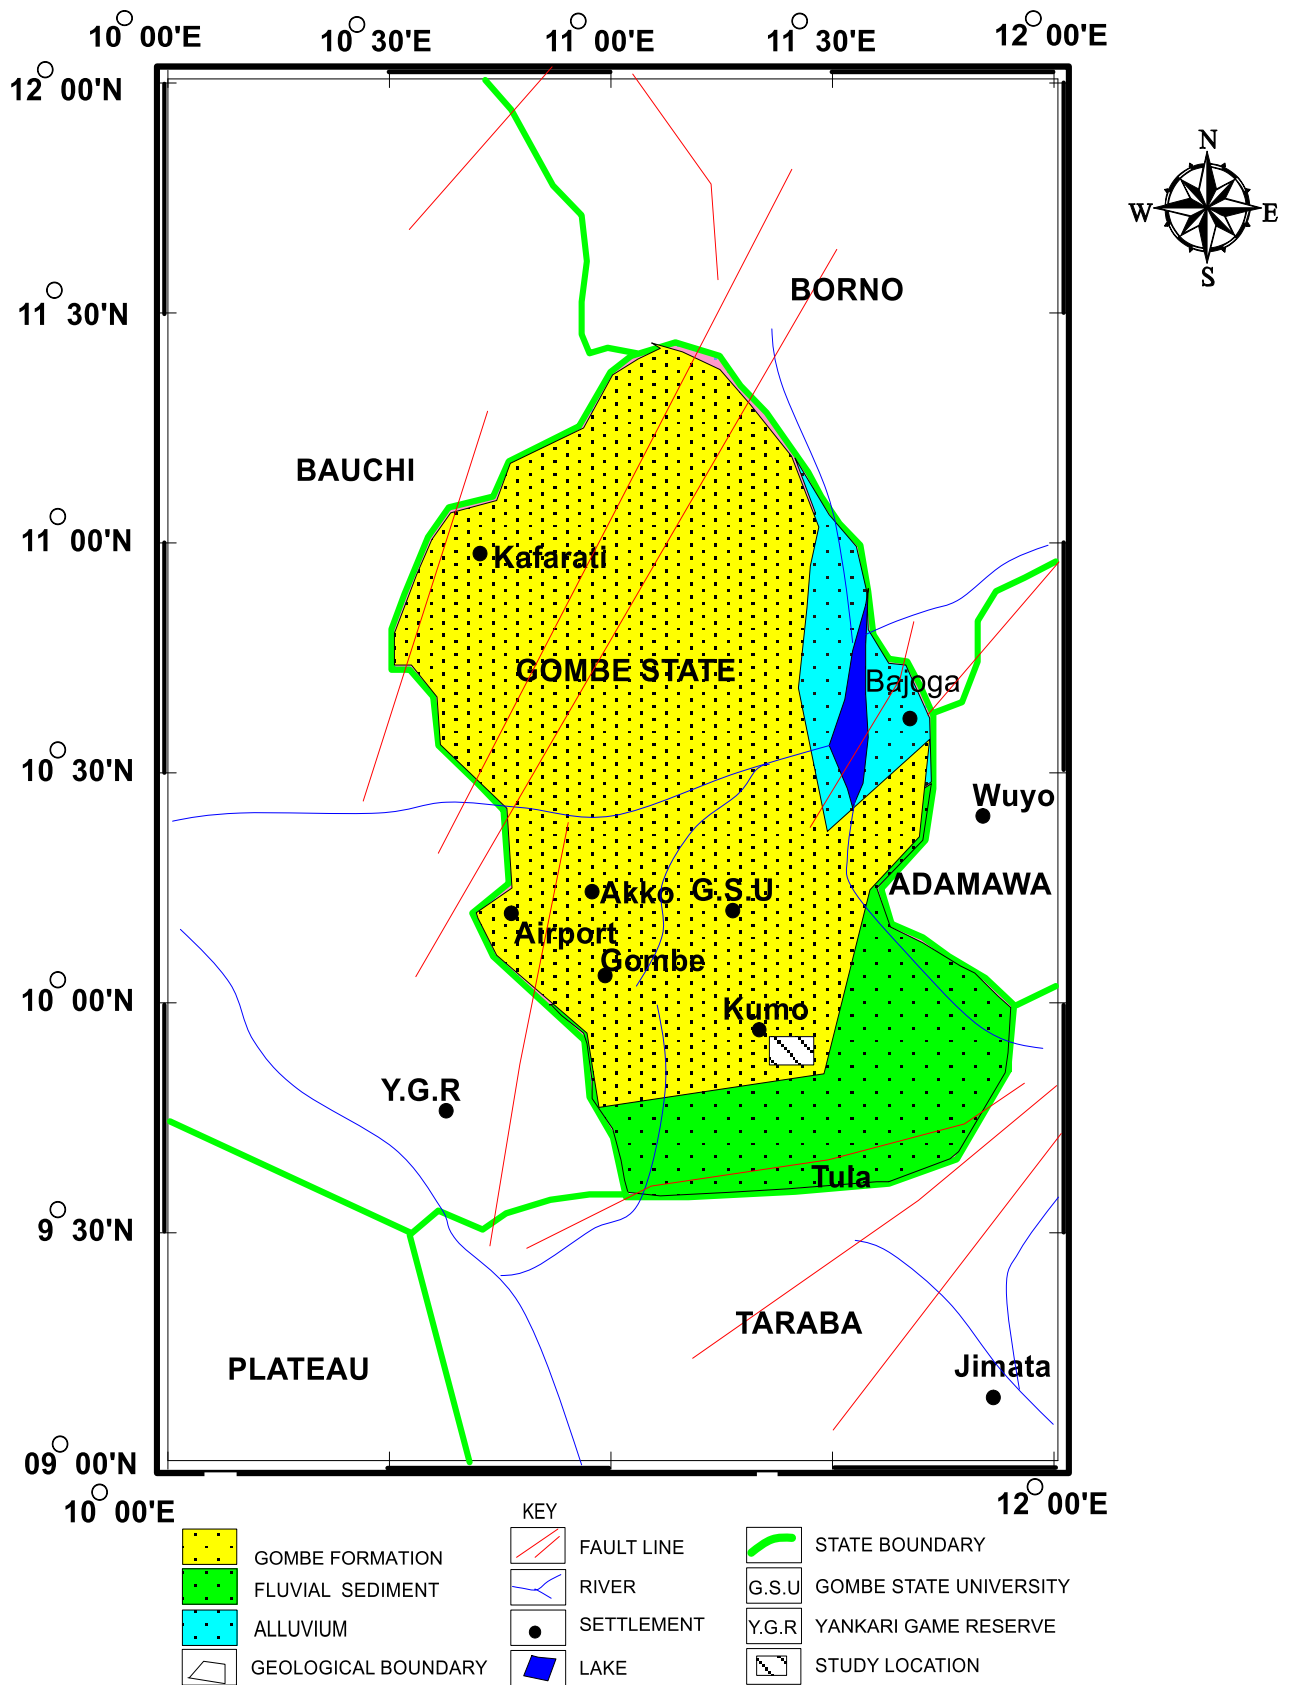 10° 00'E
10° 30'E
11° 00'E
11° 30'E
12° 00'E
12° 00'N
N
W
E
S
11° 30'N
BORNO
BAUCHI
11° 00'N
Kafarati
GOMBE STATE
Bajoga
10° 30'N
Wuyo
Akko
G.S.U
ADAMAWA
Airport
Gombe
10° 00'N
Kumo
Y.G.R
Tula
9° 30'N
TARABA
PLATEAU
Jimata
09° 00'N
10° 00'E
12° 00'E
KEY
GOMBE FORMATION
FLUVIAL SEDIMENT
ALLUVIUM
GEOLOGICAL BOUNDARY
FAULT LINE
RIVER
SETTLEMENT
LAKE
STATE BOUNDARY
G.S.U GOMBE STATE UNIVERSITY
Y.G.R YANKARI GAME RESERVE
STUDY LOCATION